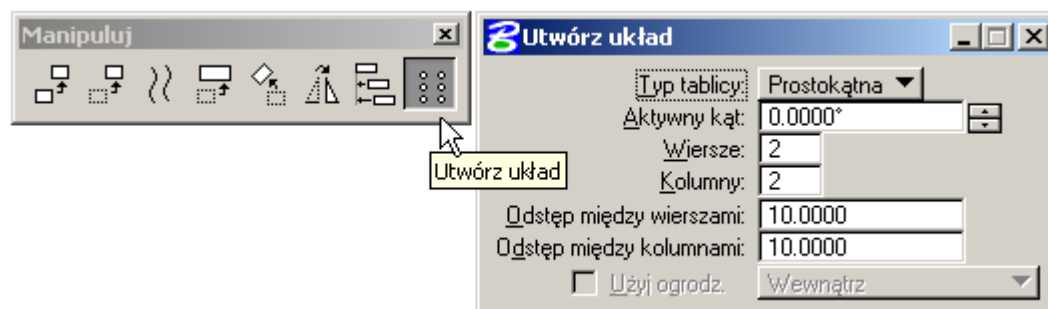 Manipuluj
Utwórz układ
Utwórz układ
Typ tablicy: Prostokątna
Aktywny kąt: 0.0000°
Wiersze: 2
Kolumny: 2
Odstęp między wierszami: 10.0000
Odstęp między kolumnami: 10.0000
Użyj ogrodz. Wewnątrz